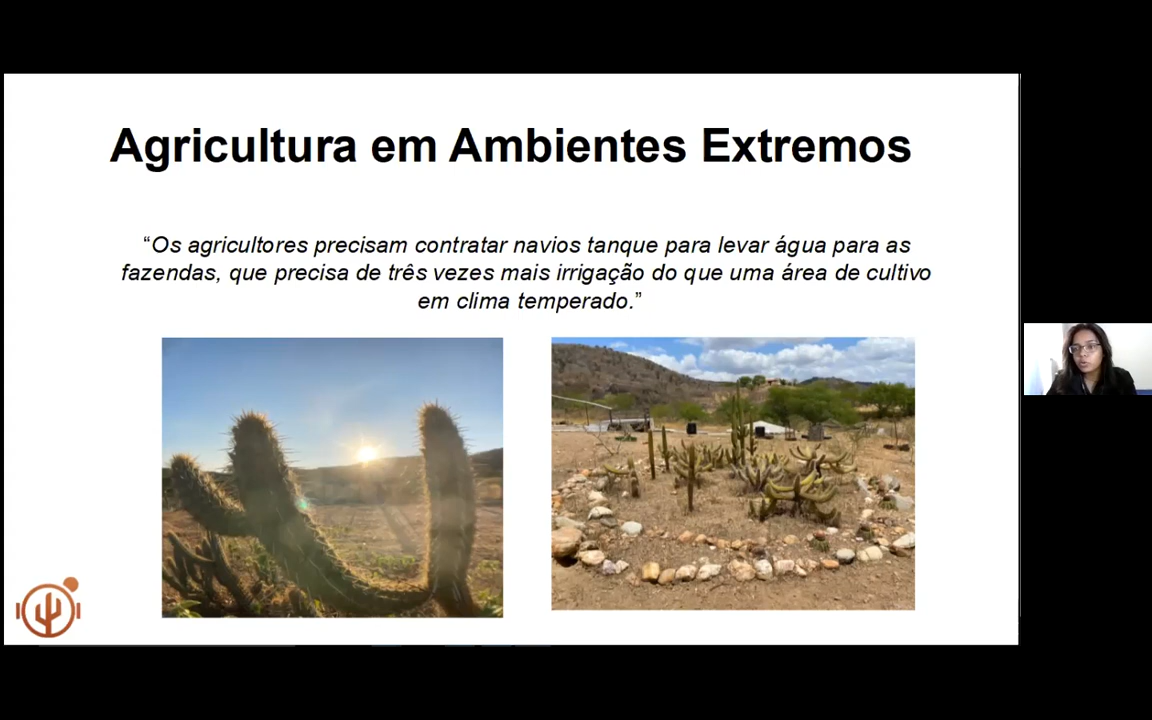 Agricultura em Ambientes Extremos
“Os agricultores precisam contratar navios tanque para levar água para as
fazendas, que precisa de três vezes mais irrigação do que uma área de cultivo
em clima temperado.”